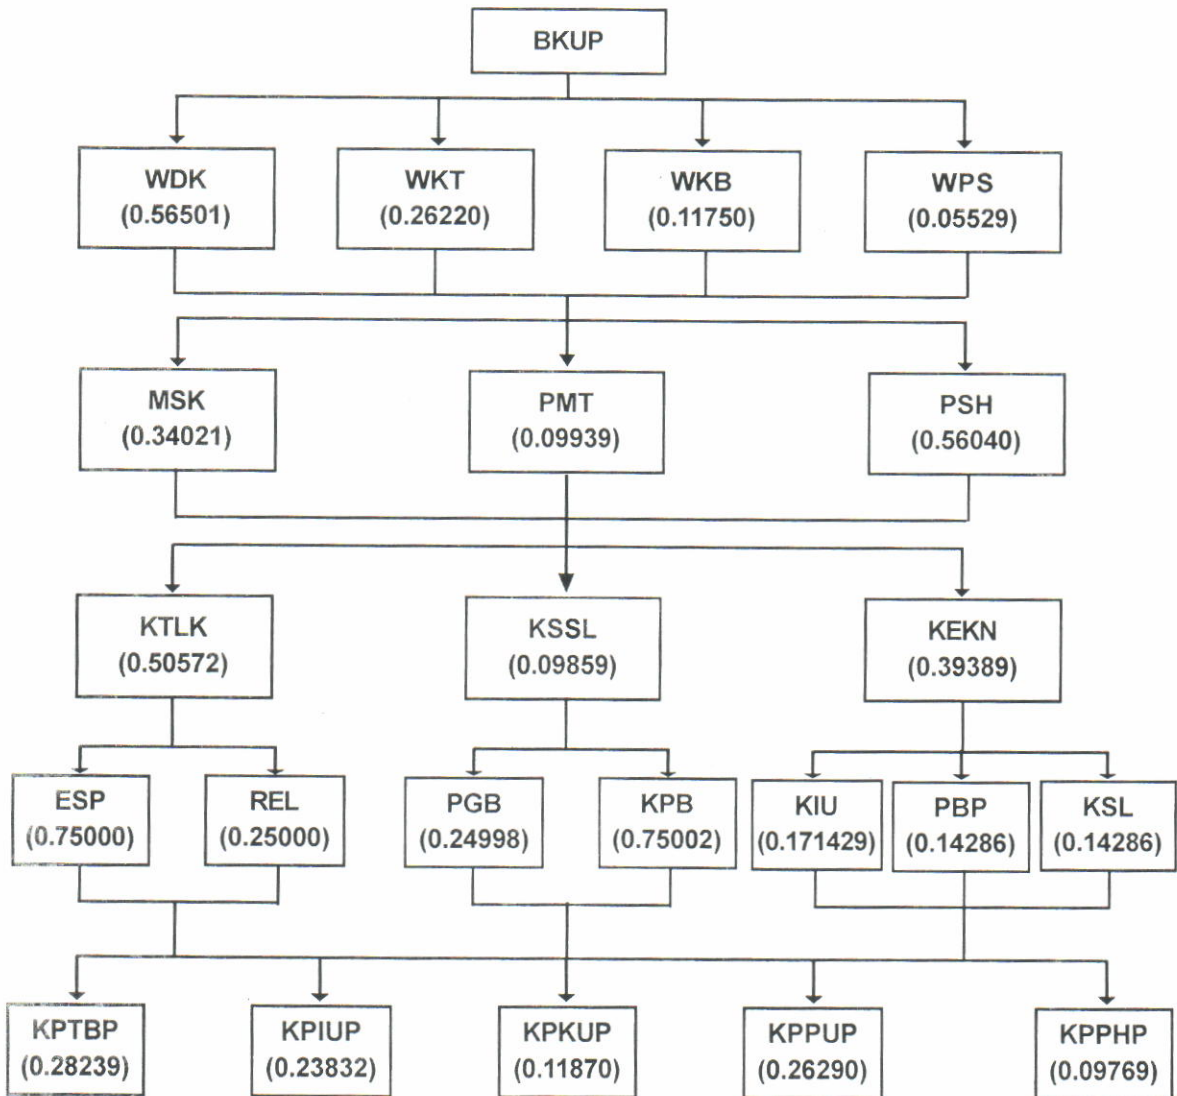 BKUP
WDK
(0.56501)
WKT
(0.26220)
WKB
(0.11750)
WPS
(0.05529)
MSK
(0.34021)
PMT
(0.09939)
PSH
(0.56040)
KTLK
(0.50572)
KSSL
(0.09859)
KEKN
(0.39389)
ESP
(0.75000)
REL
(0.25000)
PGB
(0.24998)
KPB
(0.75002)
KIU
(0.171429)
PBP
(0.14286)
KSL
(0.14286)
KPTBP
(0.28239)
KPIUP
(0.23832)
KPKUP
(0.11870)
KPPUP
(0.26290)
KPPHP
(0.09769)